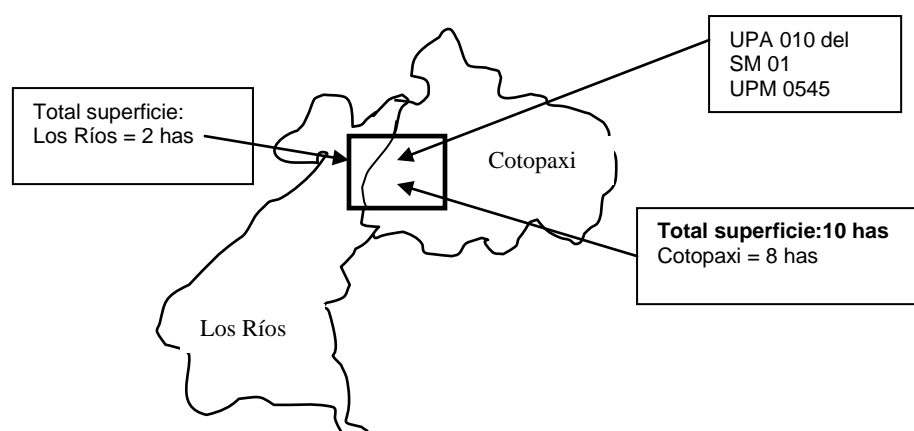 UPA 010 del
SM 01
UPM 0545
Total superficie:
Los Ríos = 2 has
Cotopaxi
Total superficie:10 has
Cotopaxi = 8 has
Los Ríos